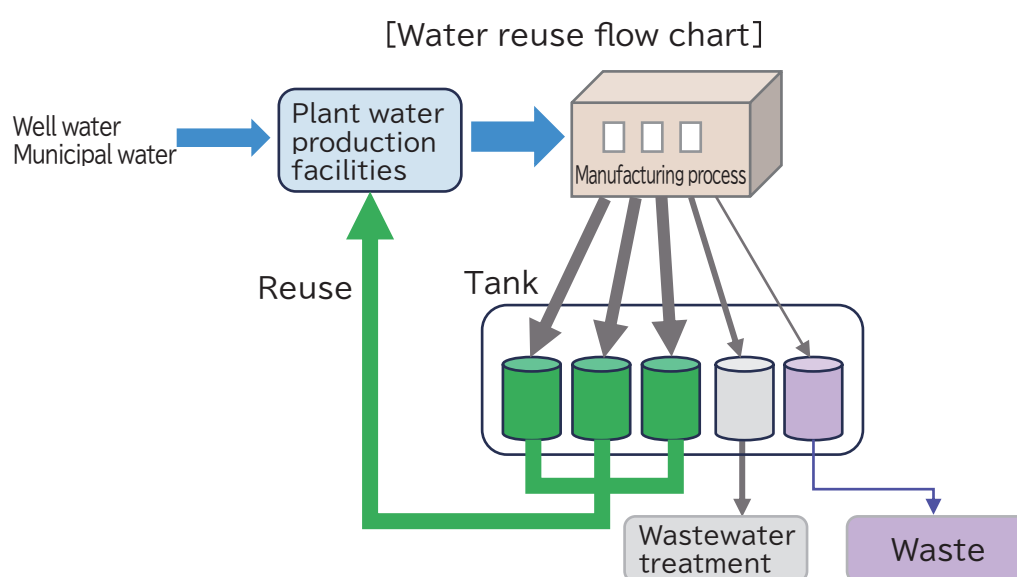 [Water reuse flow chart]
Well water
Municipal water
Plant water
production
facilities
Manufacturing process
Reuse
Tank
Wastewater
treatment
Waste